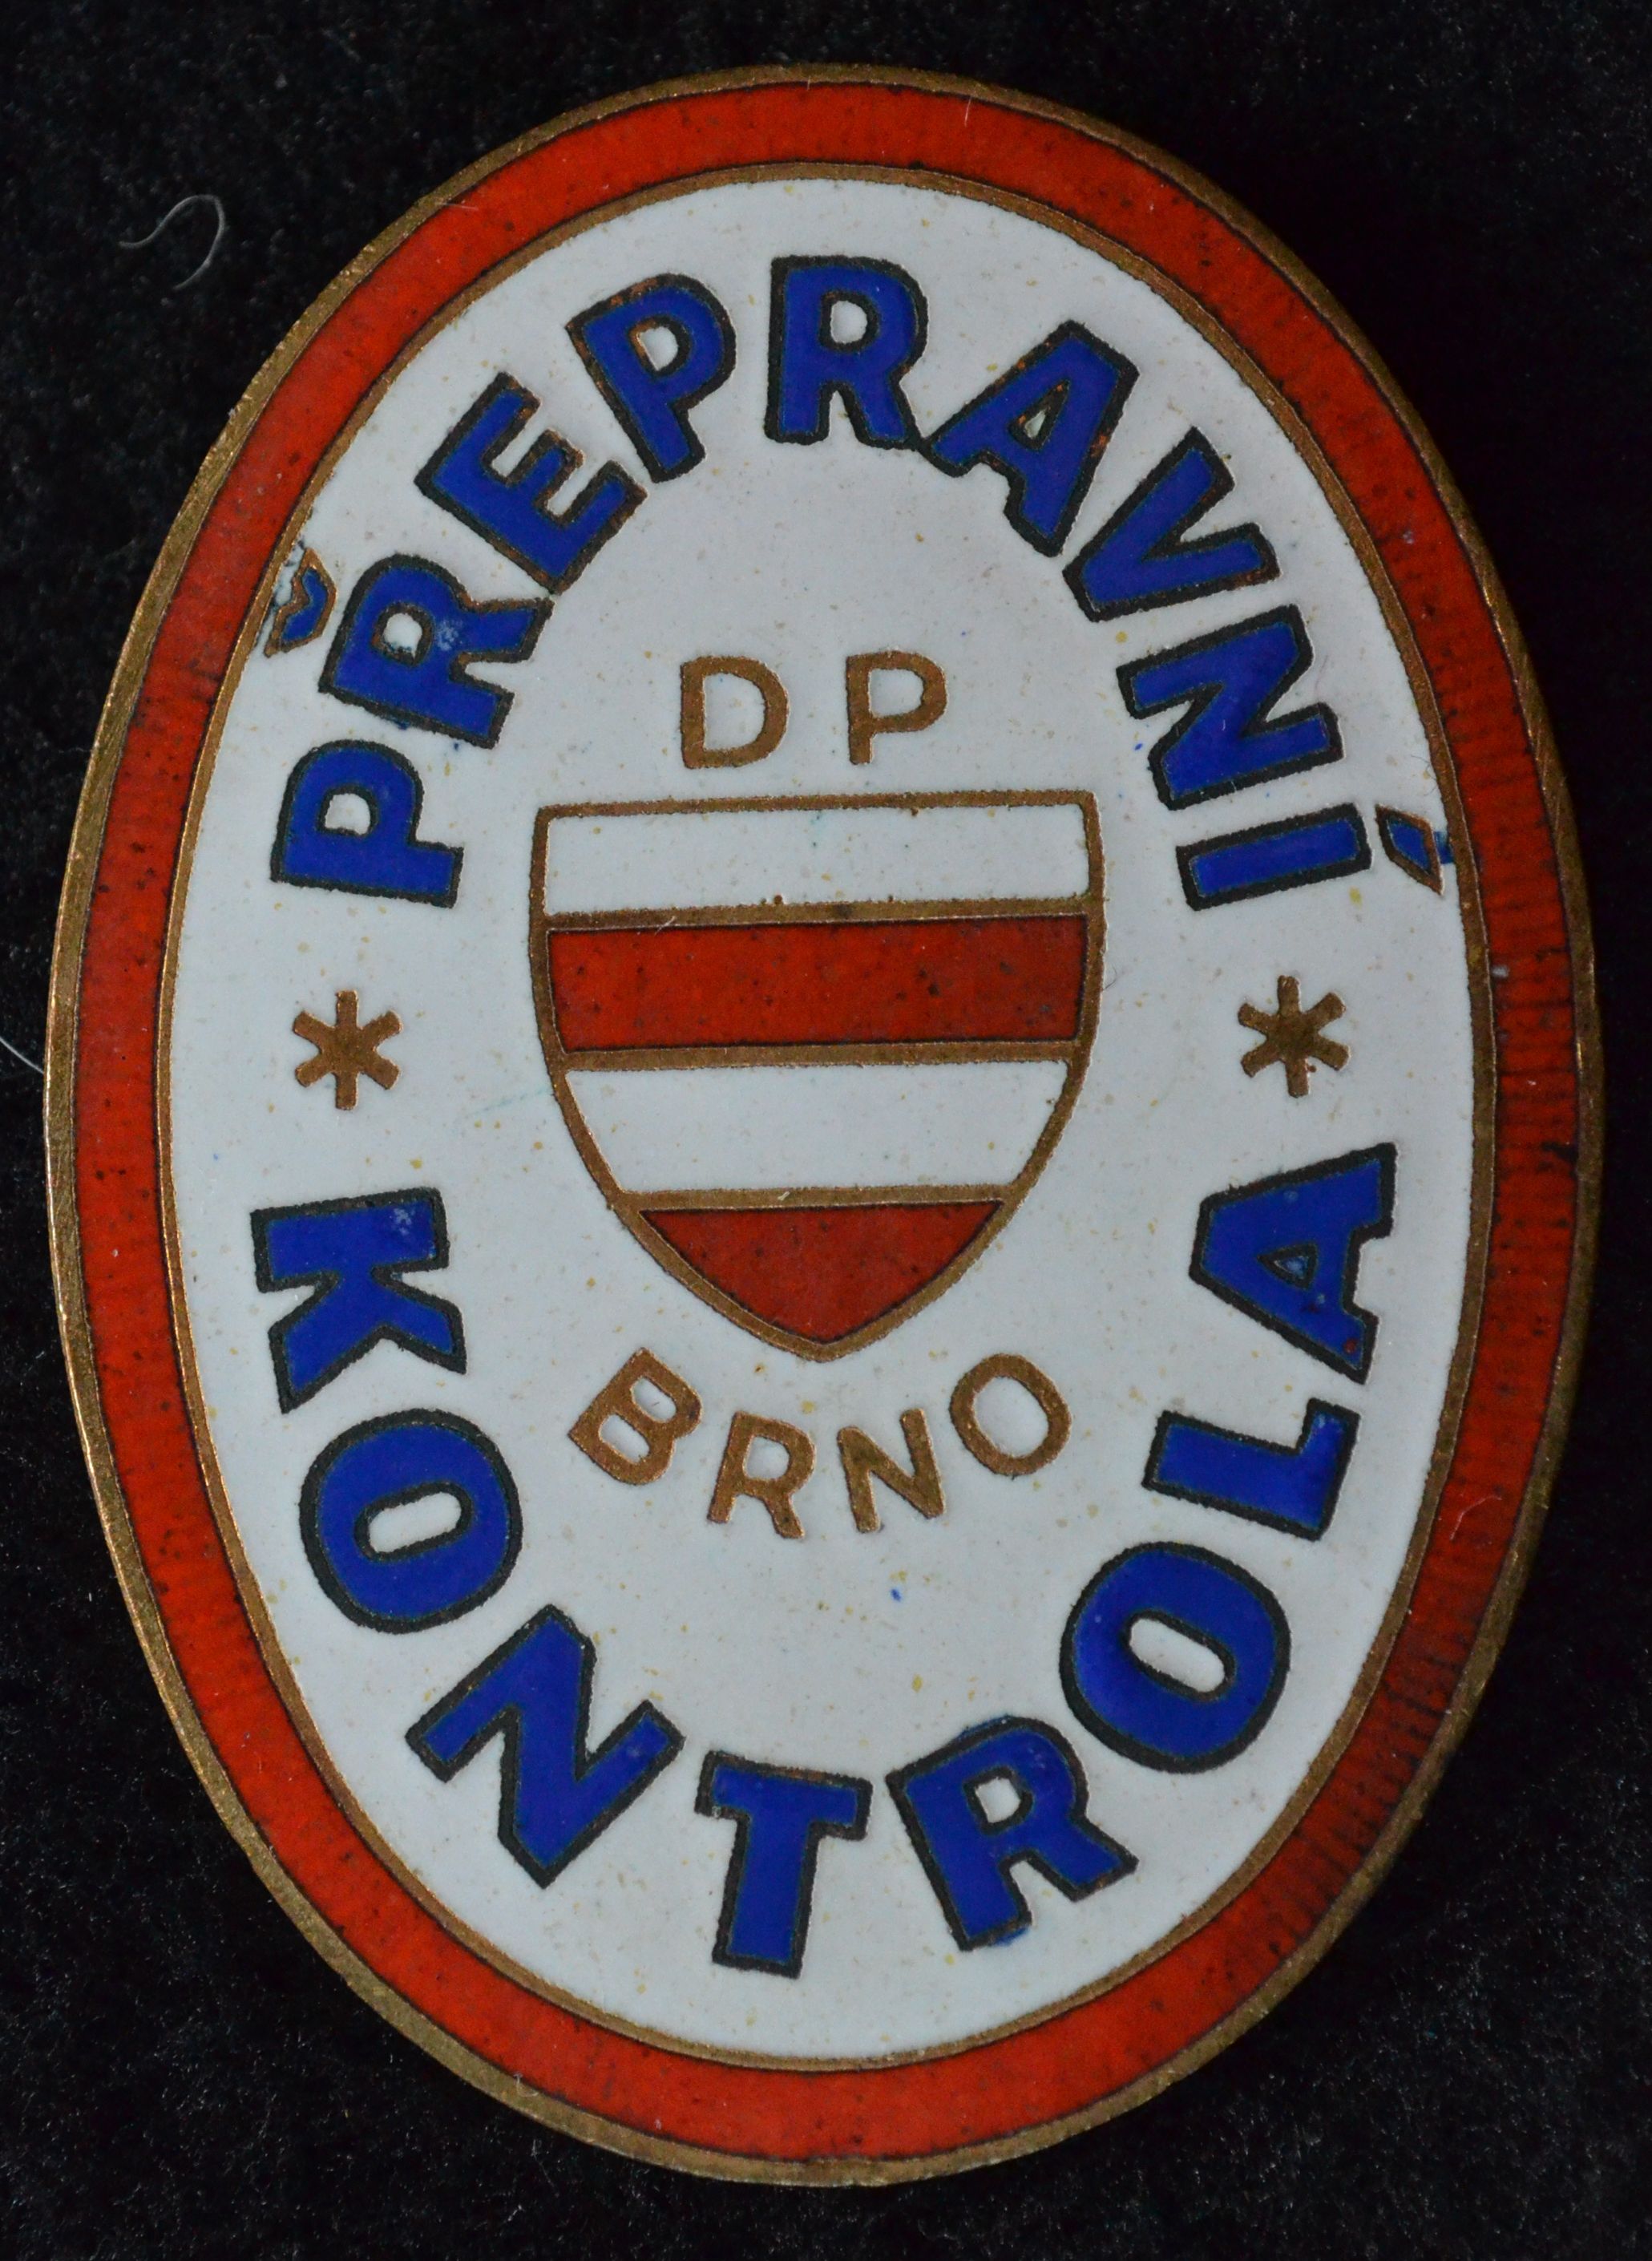 PŘEPRAVNÍ
DP
BRNO
* KONTROLA *